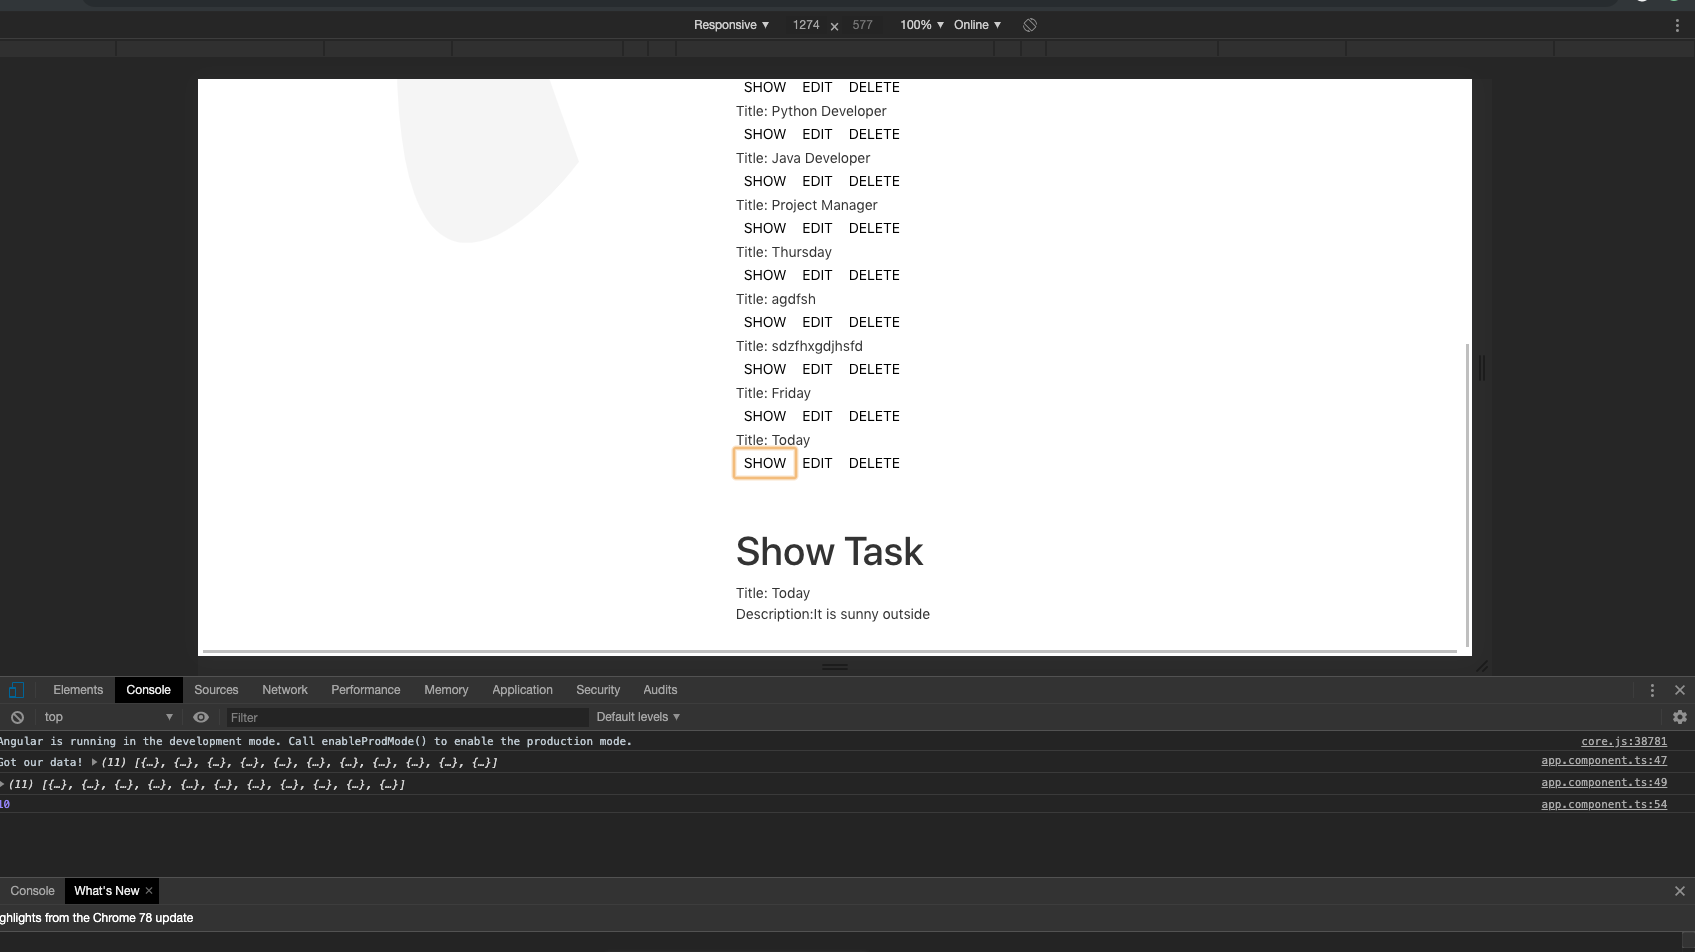 Responsive ▼ 1274 × 577 100% ▼ Online ▼
SHOW EDIT DELETE
Title: Python Developer
SHOW EDIT DELETE
Title: Java Developer
SHOW EDIT DELETE
Title: Project Manager
SHOW EDIT DELETE
Title: Thursday
SHOW EDIT DELETE
Title: agdfsh
SHOW EDIT DELETE
Title: sdzfhxgdjhsfd
SHOW EDIT DELETE
Title: Friday
SHOW EDIT DELETE
Title: Today
SHOW EDIT DELETE
Show Task
Title: Today
Description:It is sunny outside
Elements Console Sources Network Performance Memory Application Security Audits
top ▼ Filter Default levels ▼
Angular is running in the development mode. Call enableProdMode() to enable the production mode. core.js:38781
Got our data! ▶(11) [{…}, {…}, {…}, {…}, {…}, {…}, {…}, {…}, {…}, {…}, {…}] app.component.ts:47
▶(11) [{…}, {…}, {…}, {…}, {…}, {…}, {…}, {…}, {…}, {…}, {…}] app.component.ts:49
10 app.component.ts:54
Console What's New ×
ghlights from the Chrome 78 update